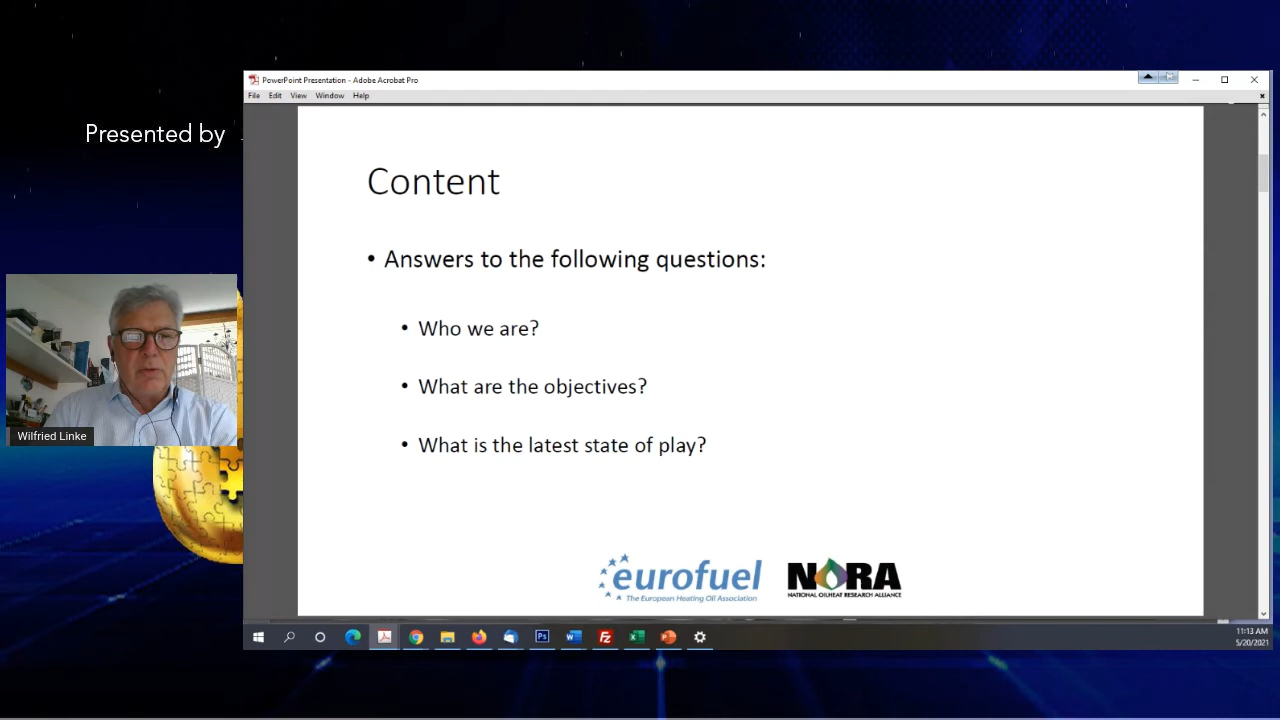 PowerPoint Presentation - Adobe Acrobat Pro
File Edit View Window Help
Presented by
Content
• Answers to the following questions:
• Who we are?
• What are the objectives?
• What is the latest state of play?
Wilfried Linke
eurofuel
The European Heating Oil Association
NORA
NATIONAL OILHEAT RESEARCH ALLIANCE
11:13 AM
5/20/2021